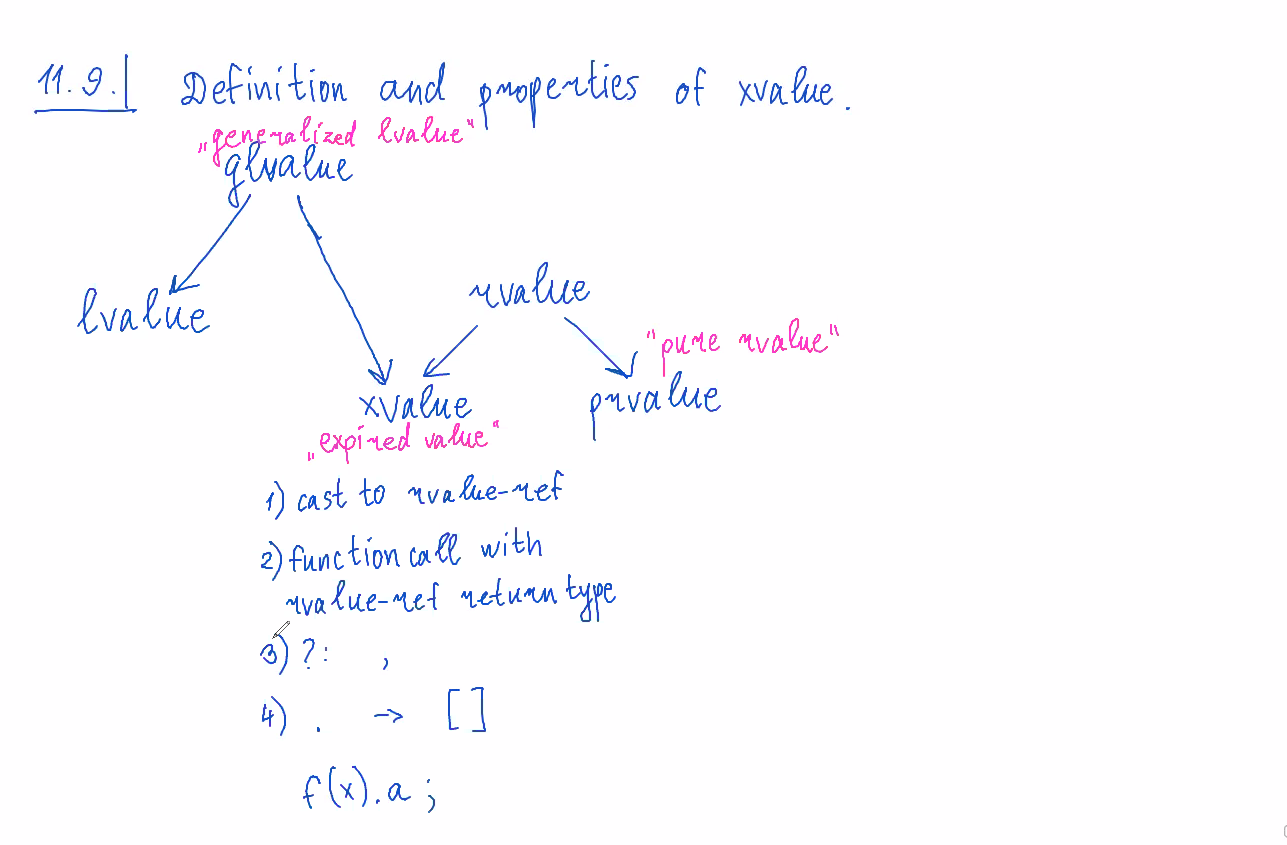 11.9. Definition and properties of xvalue.
„generalized lvalue"
glvalue
lvalue
rvalue
"pure rvalue"
xvalue
prvalue
„expired value"
1) cast to rvalue-ref
2) function call with
rvalue-ref return type
3) ?: ,
4) . -> []
f(x).a;